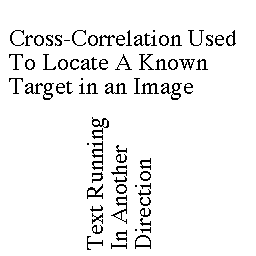 Cross-Correlation Used
To Locate A Known
Target in an Image
Text Running
In Another
Direction